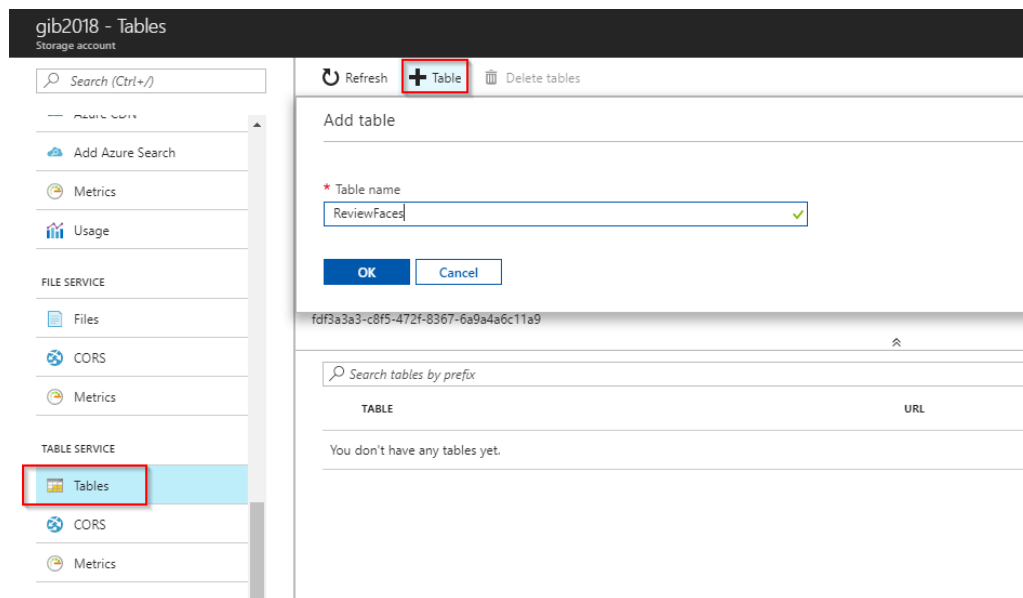 gib2018 - Tables
Storage account
Search (Ctrl+/)
Azure CDN
Add Azure Search
Metrics
Usage
FILE SERVICE
Files
CORS
Metrics
TABLE SERVICE
Tables
CORS
Metrics
Refresh Table Delete tables
Add table
* Table name
ReviewFaces
OK Cancel
fdf3a3a3-c8f5-472f-8367-6a9a4a6c11a9
Search tables by prefix
TABLE URL
You don't have any tables yet.